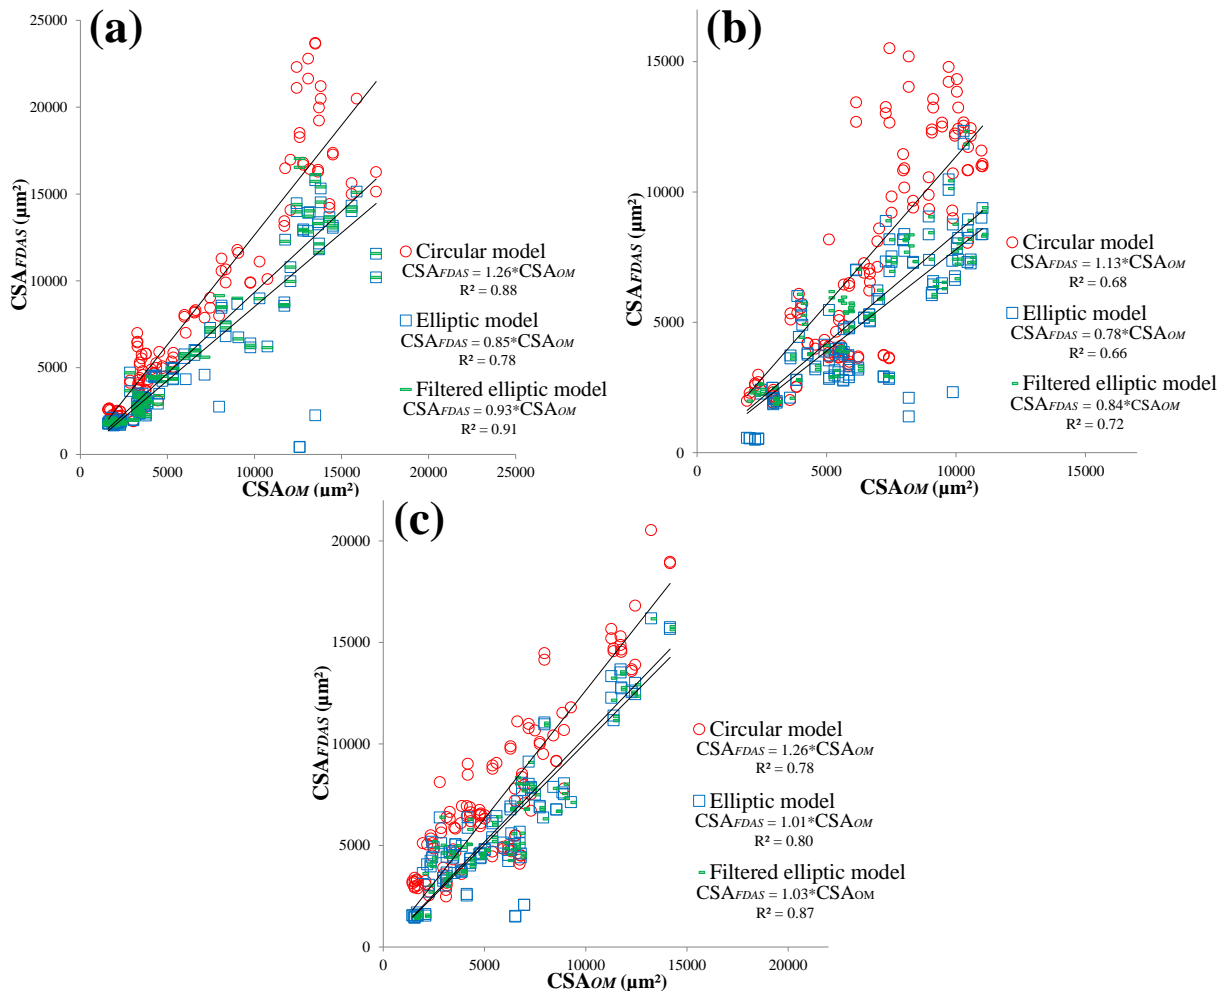 (a)
25000
20000
15000
10000
5000
0
CSAFDAS (µm²)
0 5000 10000 15000 20000 25000
CSAOM (µm²)
Circular model
CSAFDAS = 1.26*CSAOM
R² = 0.88
Elliptic model
CSAFDAS = 0.85*CSAOM
R² = 0.78
Filtered elliptic model
CSAFDAS = 0.93*CSAOM
R² = 0.91
(b)
15000
10000
5000
0
CSAFDAS (µm²)
0 5000 10000 15000
CSAOM (µm²)
Circular model
CSAFDAS = 1.13*CSAOM
R² = 0.68
Elliptic model
CSAFDAS = 0.78*CSAOM
R² = 0.66
Filtered elliptic model
CSAFDAS = 0.84*CSAOM
R² = 0.72
(c)
20000
15000
10000
5000
0
CSAFDAS (µm²)
0 5000 10000 15000 20000
CSAOM (µm²)
Circular model
CSAFDAS = 1.26*CSAOM
R² = 0.78
Elliptic model
CSAFDAS = 1.01*CSAOM
R² = 0.80
Filtered elliptic model
CSAFDAS = 1.03*CSAOM
R² = 0.87